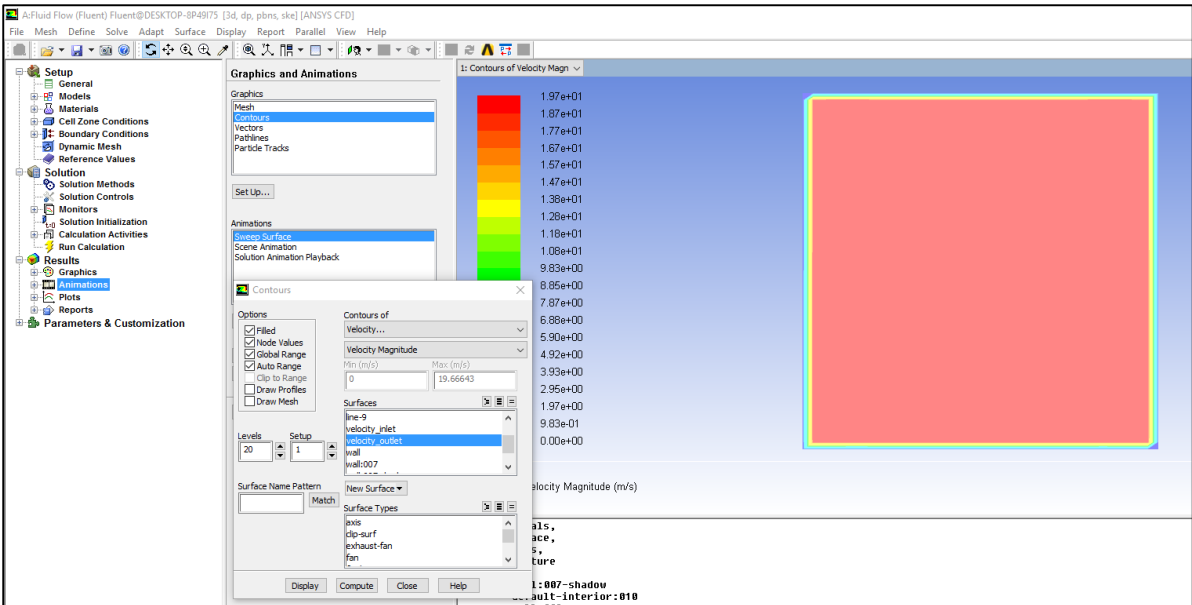 A:Fluid Flow (Fluent) Fluent@DESKTOP-8P49I75 [3d, dp, pbns, ske] [ANSYS CFD]
File Mesh Define Solve Adapt Surface Display Report Parallel View Help
Setup
General
Models
Materials
Cell Zone Conditions
Boundary Conditions
Dynamic Mesh
Reference Values
Solution
Solution Methods
Solution Controls
Monitors
Solution Initialization
Calculation Activities
Run Calculation
Results
Graphics
Animations
Plots
Reports
Parameters & Customization
Graphics and Animations
Graphics
Mesh
Contours
Vectors
Pathlines
Particle Tracks
Set Up...
Animations
Sweep Surface
Scene Animation
Solution Animation Playback
Contours
Options
Filled
Node Values
Global Range
Auto Range
Clip to Range
Draw Profiles
Draw Mesh
Levels Setup
20 1
Surface Name Pattern
Match
Contours of
Velocity...
Velocity Magnitude
Min (m/s) Max (m/s)
0 19.66643
Surfaces
line-9
velocity_inlet
velocity_outlet
wall
wall:007
New Surface
Surface Types
axis
clip-surf
exhaust-fan
fan
Display Compute Close Help
1: Contours of Velocity Magn
1.97e+01
1.87e+01
1.77e+01
1.67e+01
1.57e+01
1.47e+01
1.38e+01
1.28e+01
1.18e+01
1.08e+01
9.83e+00
8.85e+00
7.87e+00
6.88e+00
5.90e+00
4.92e+00
3.93e+00
2.95e+00
1.97e+00
9.83e-01
0.00e+00
elocity Magnitude (m/s)
als,
ace,
s,
ture
l:007-shadow
default-interior:010